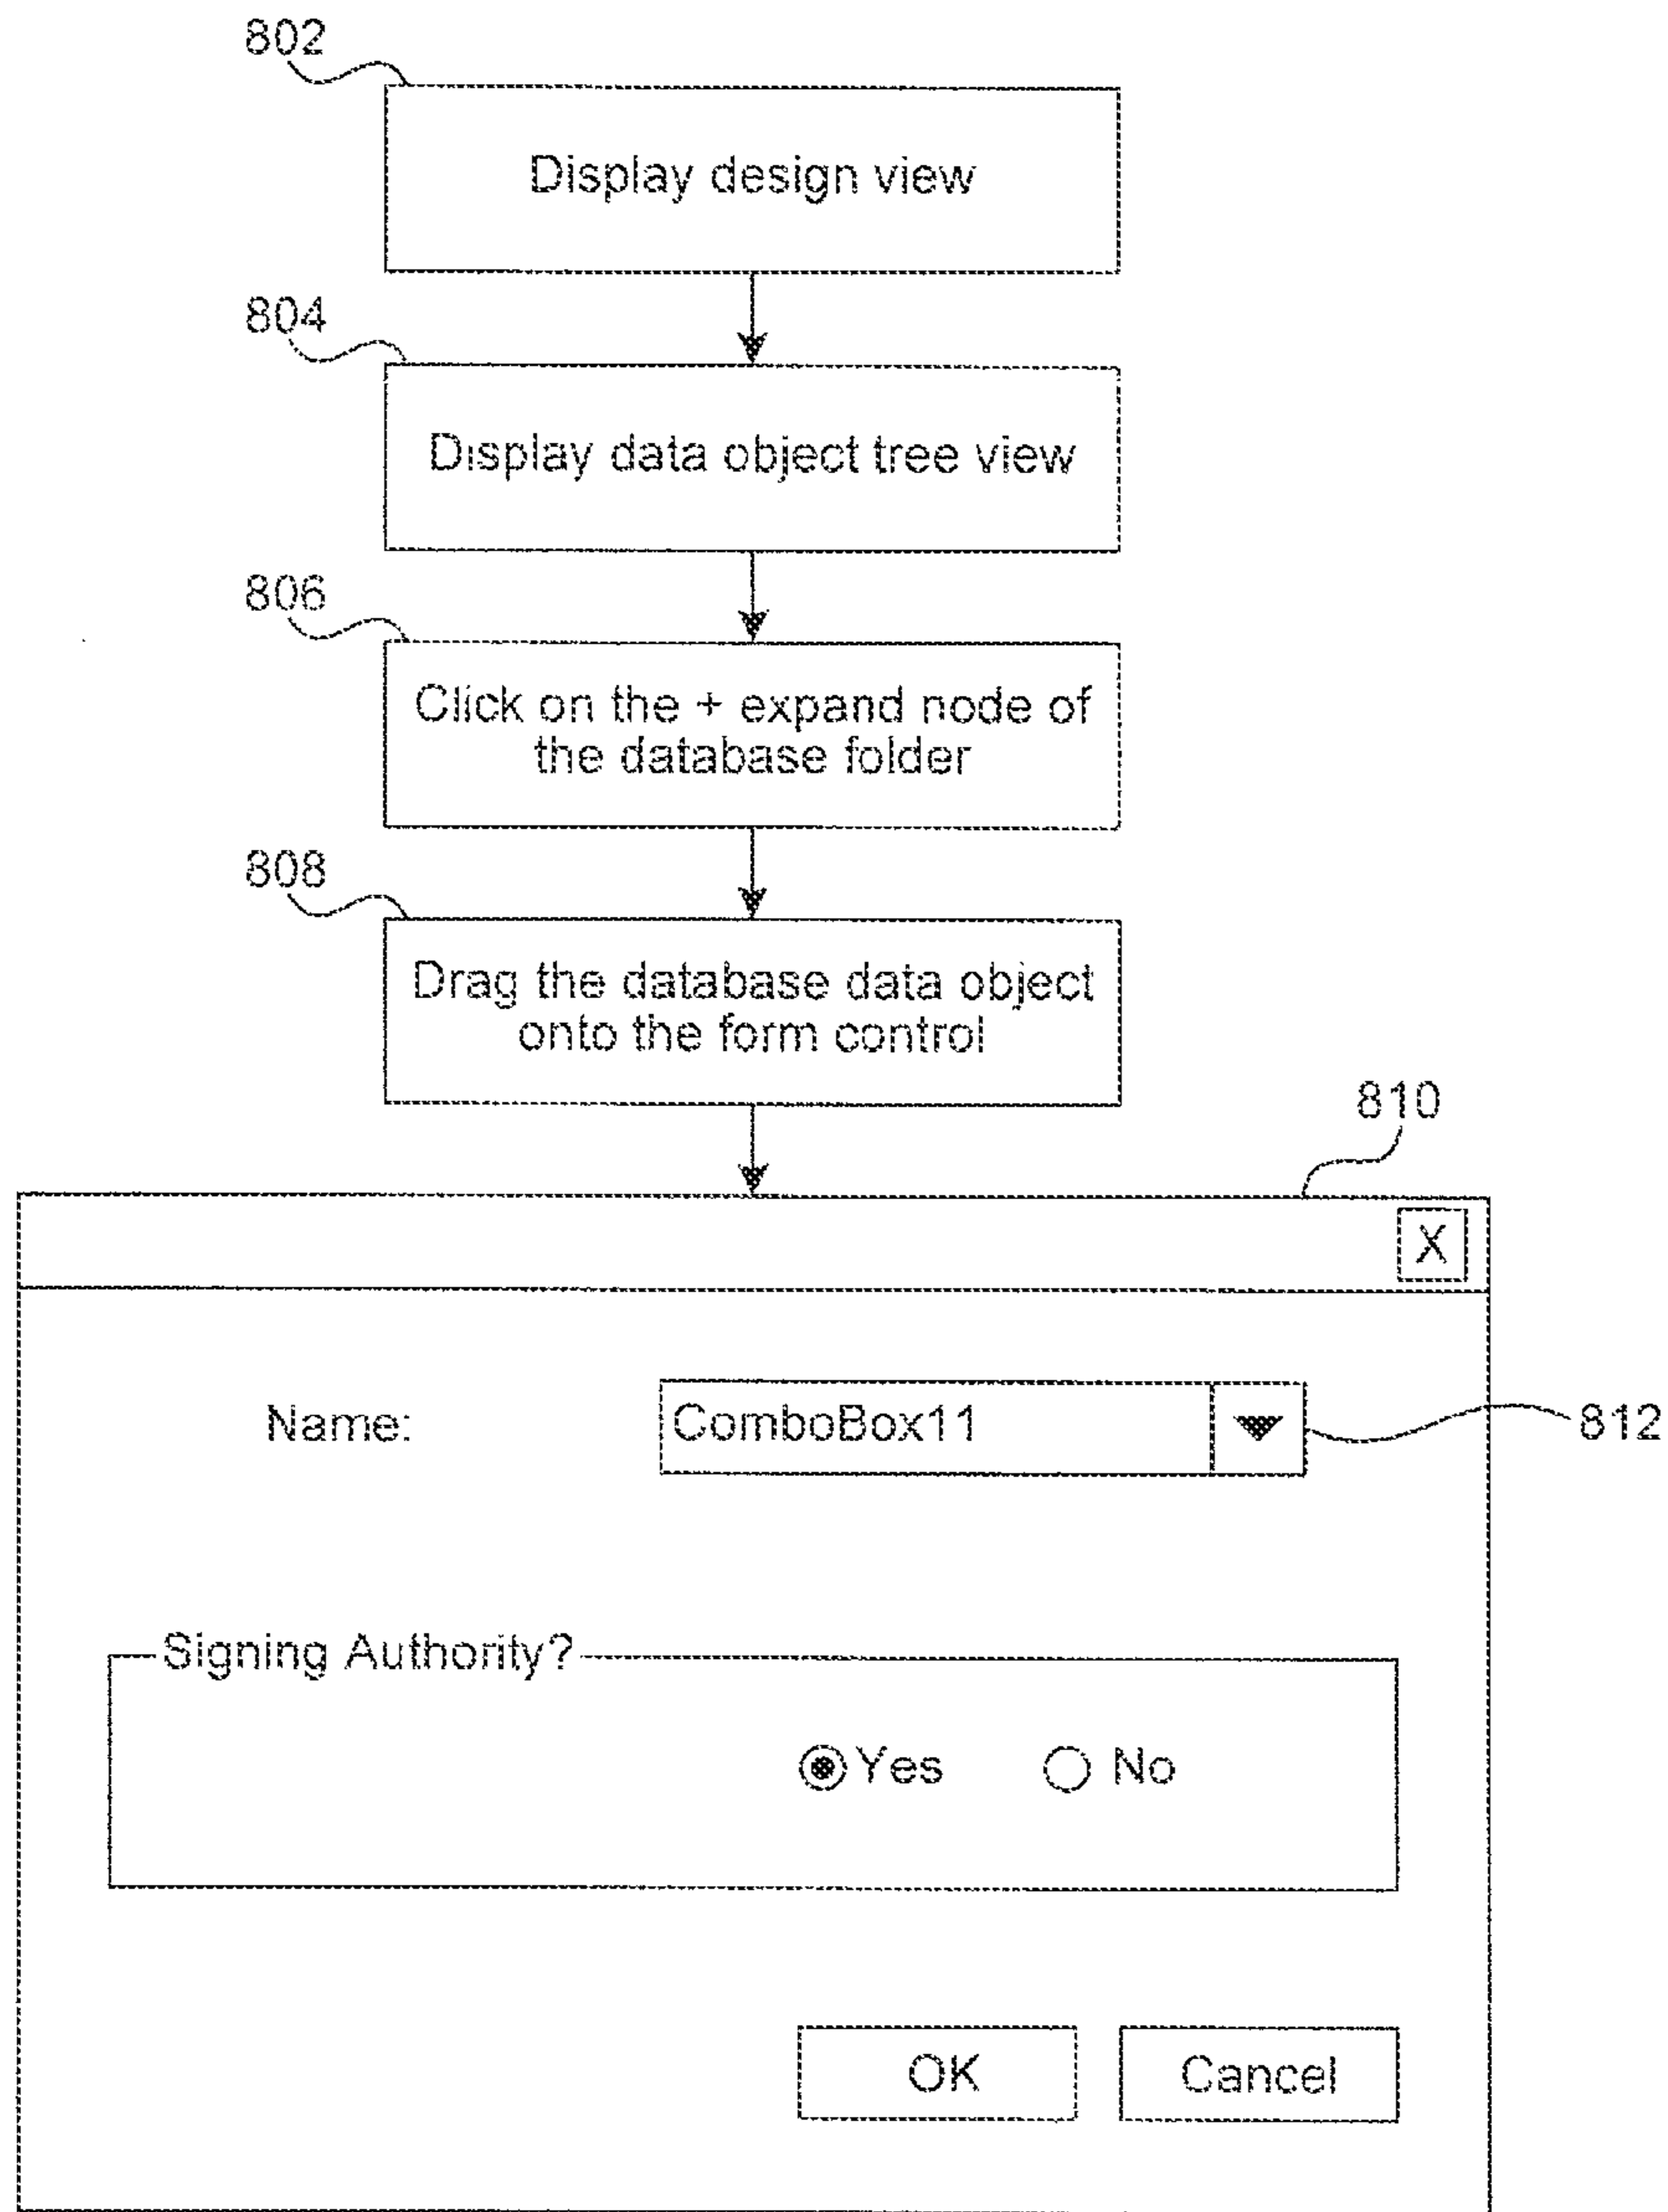 802
Display design view
804
Display data object tree view
806
Click on the + expand node of
the database folder
808
Drag the database data object
onto the form control
810
X
Name:
ComboBox11
812
Signing Authority?
Yes
No
OK
Cancel